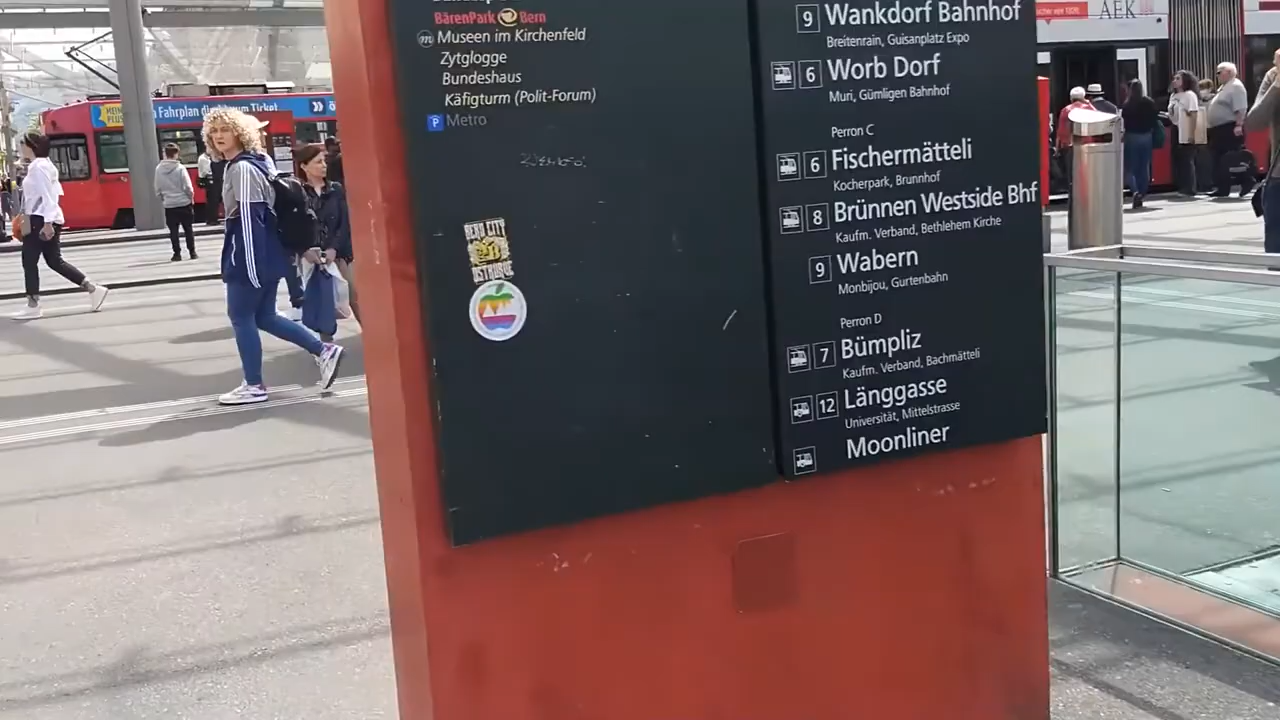 BärenPark Bern
m Museen im Kirchenfeld
Zytglogge
Bundeshaus
Käfigturm (Polit-Forum)
P Metro
BERN CITY
9 Wankdorf Bahnhof
Breitenrain, Guisanplatz Expo
6 Worb Dorf
Muri, Gümligen Bahnhof
Perron C
6 Fischermätteli
Kocherpark, Brunnhof
8 Brünnen Westside Bhf
Kaufm. Verband, Bethlehem Kirche
9 Wabern
Monbijou, Gurtenbahn
Perron D
7 Bümpliz
Kaufm. Verband, Bachmätteli
12 Länggasse
Universität, Mittelstrasse
Moonliner
Fahrplan
Ticket
AEK